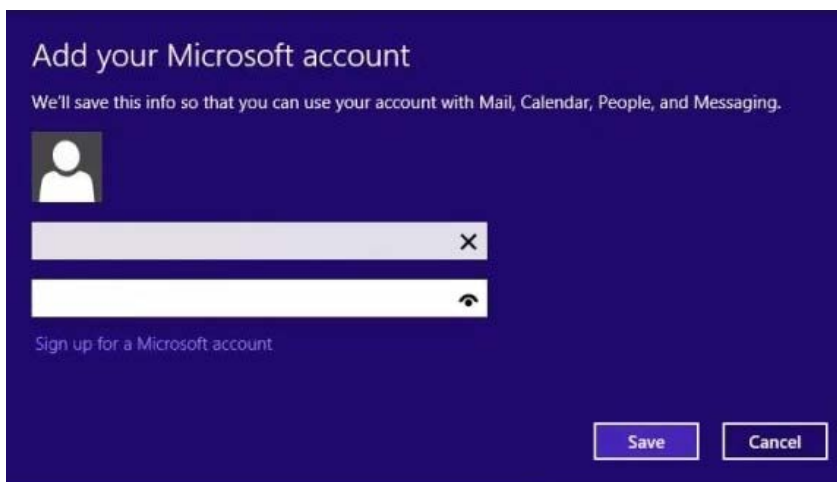 Add your Microsoft account
We'll save this info so that you can use your account with Mail, Calendar, People, and Messaging.
Sign up for a Microsoft account
Save
Cancel